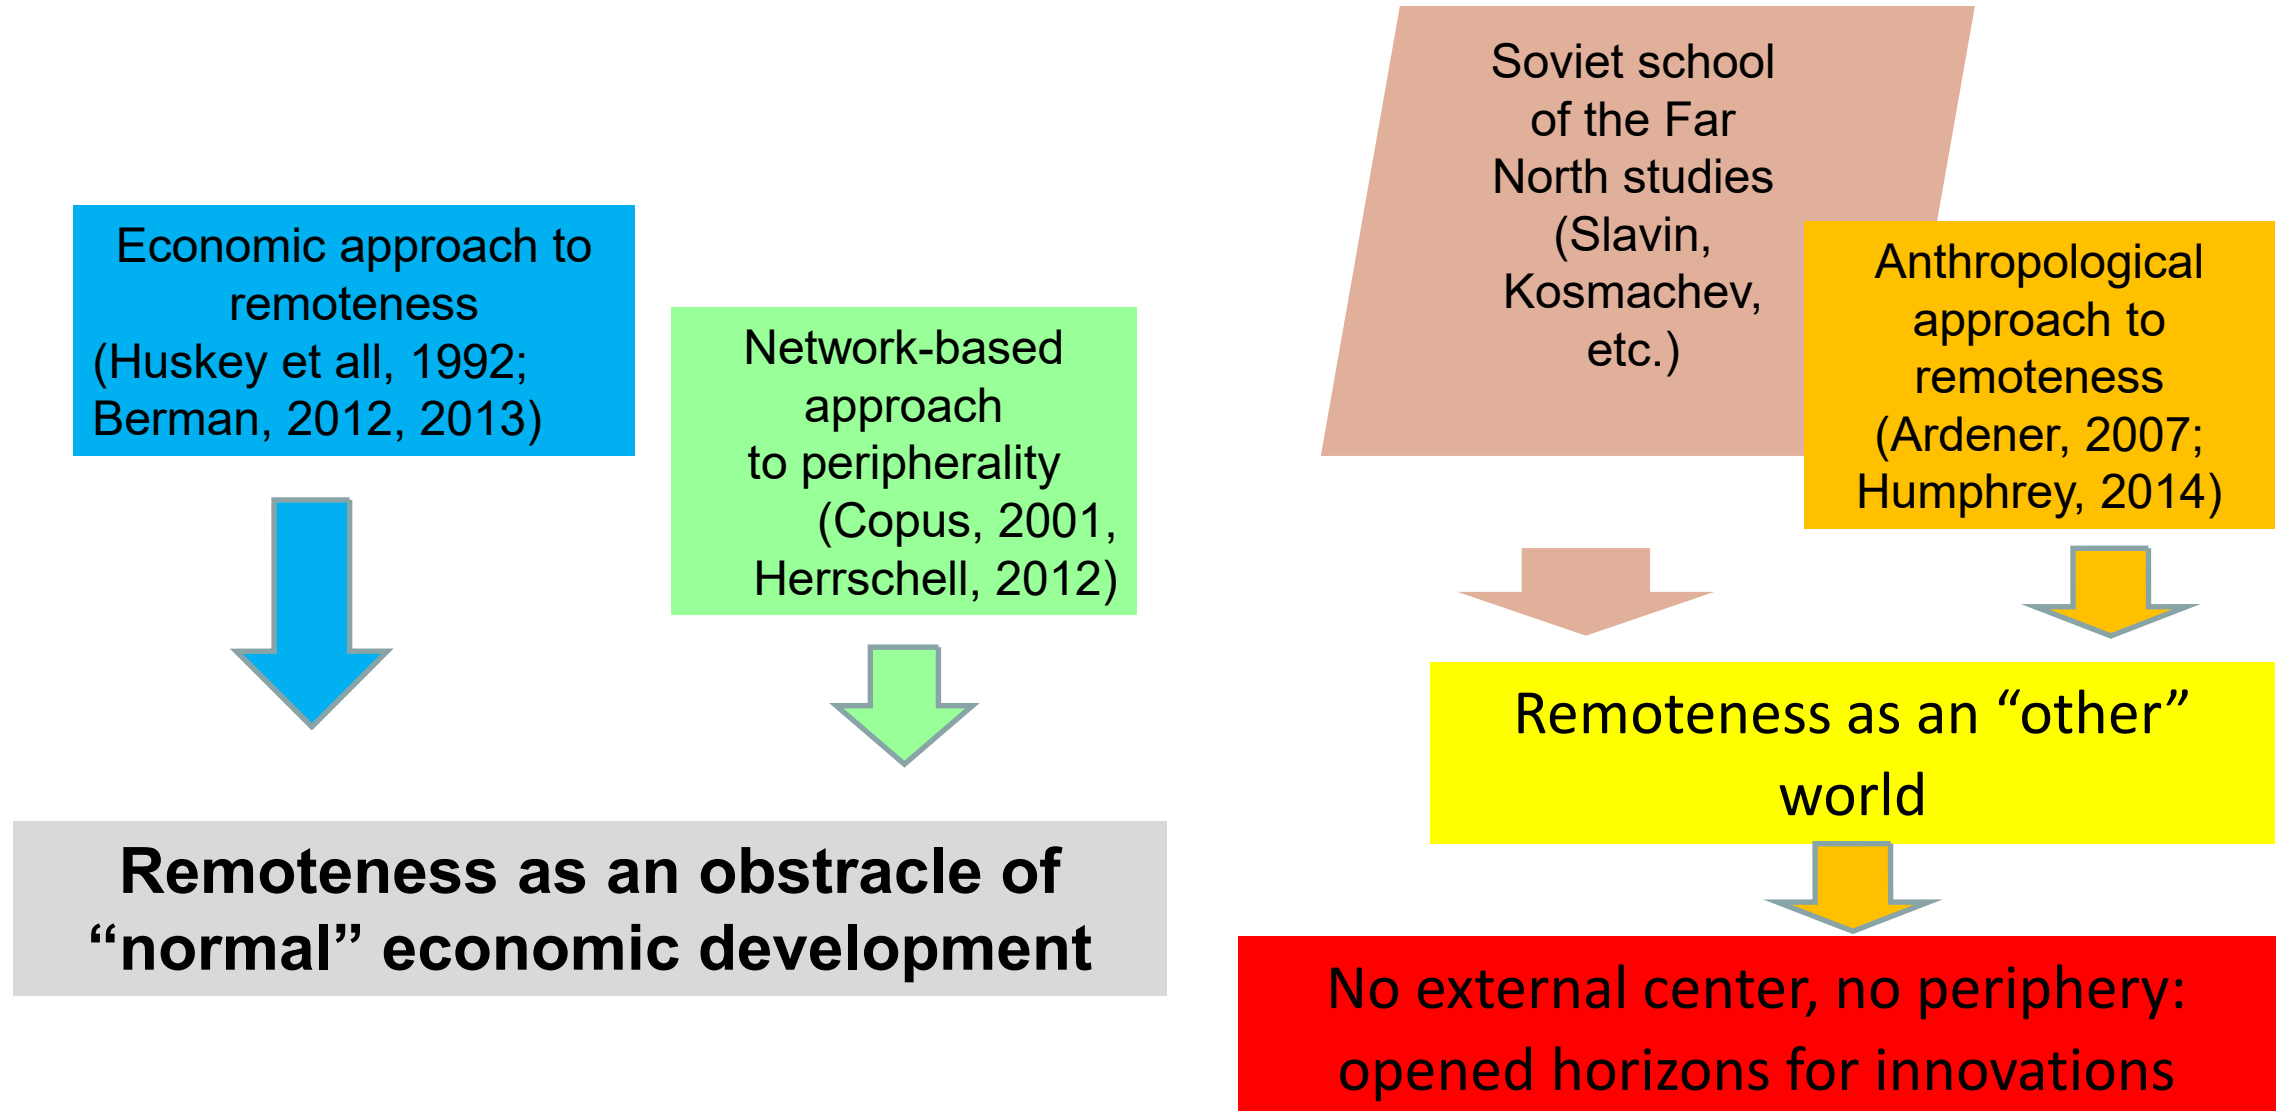 Economic approach to
remoteness
(Huskey et all, 1992;
Berman, 2012, 2013)
Network-based
approach
to peripherality
(Copus, 2001,
Herrschell, 2012)
Remoteness as an obstracle of
“normal” economic development
Soviet school
of the Far
North studies
(Slavin,
Kosmachev,
etc.)
Anthropological
approach to
remoteness
(Ardener, 2007;
Humphrey, 2014)
Remoteness as an “other”
world
No external center, no periphery:
opened horizons for innovations